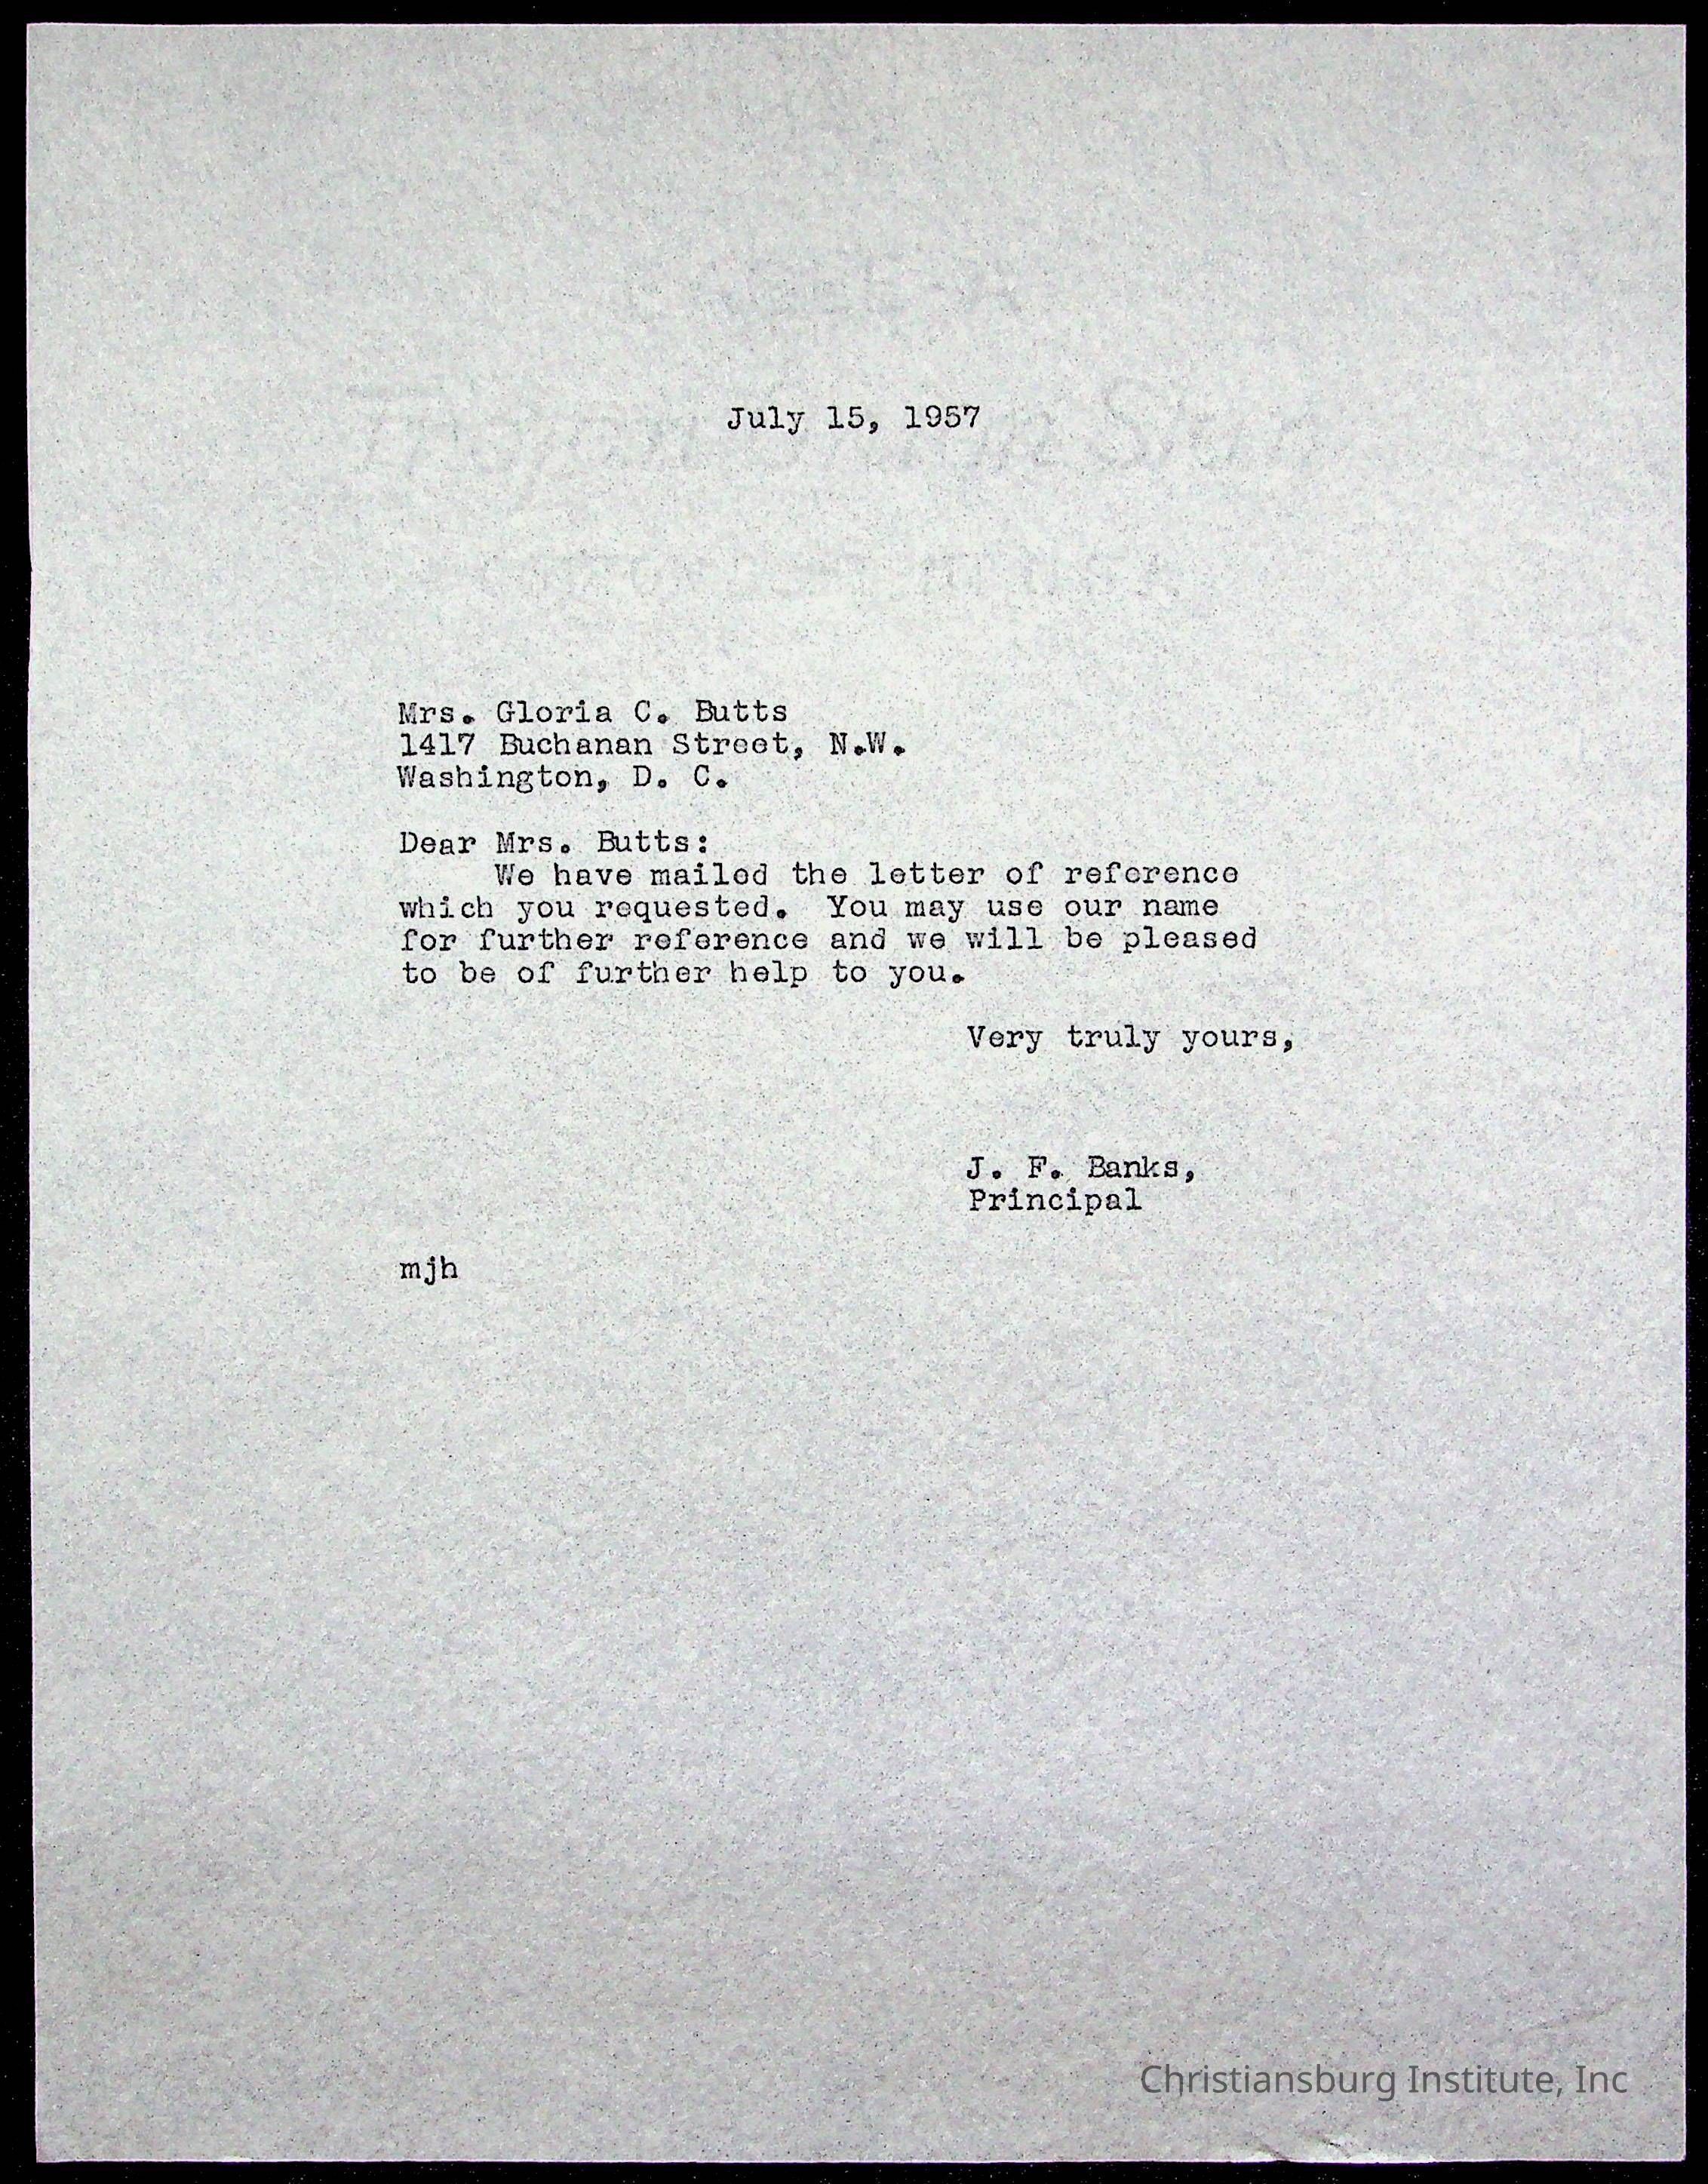 July 15, 1957
Mrs. Gloria C. Butts
1417 Buchanan Street, N.W.
Washington, D. C.
Dear Mrs. Butts:
We have mailed the letter of reference
which you requested. You may use our name
for further reference and we will be pleased
to be of further help to you.
Very truly yours,
J. F. Banks,
Principal
mjh
Christiansburg Institute, Inc